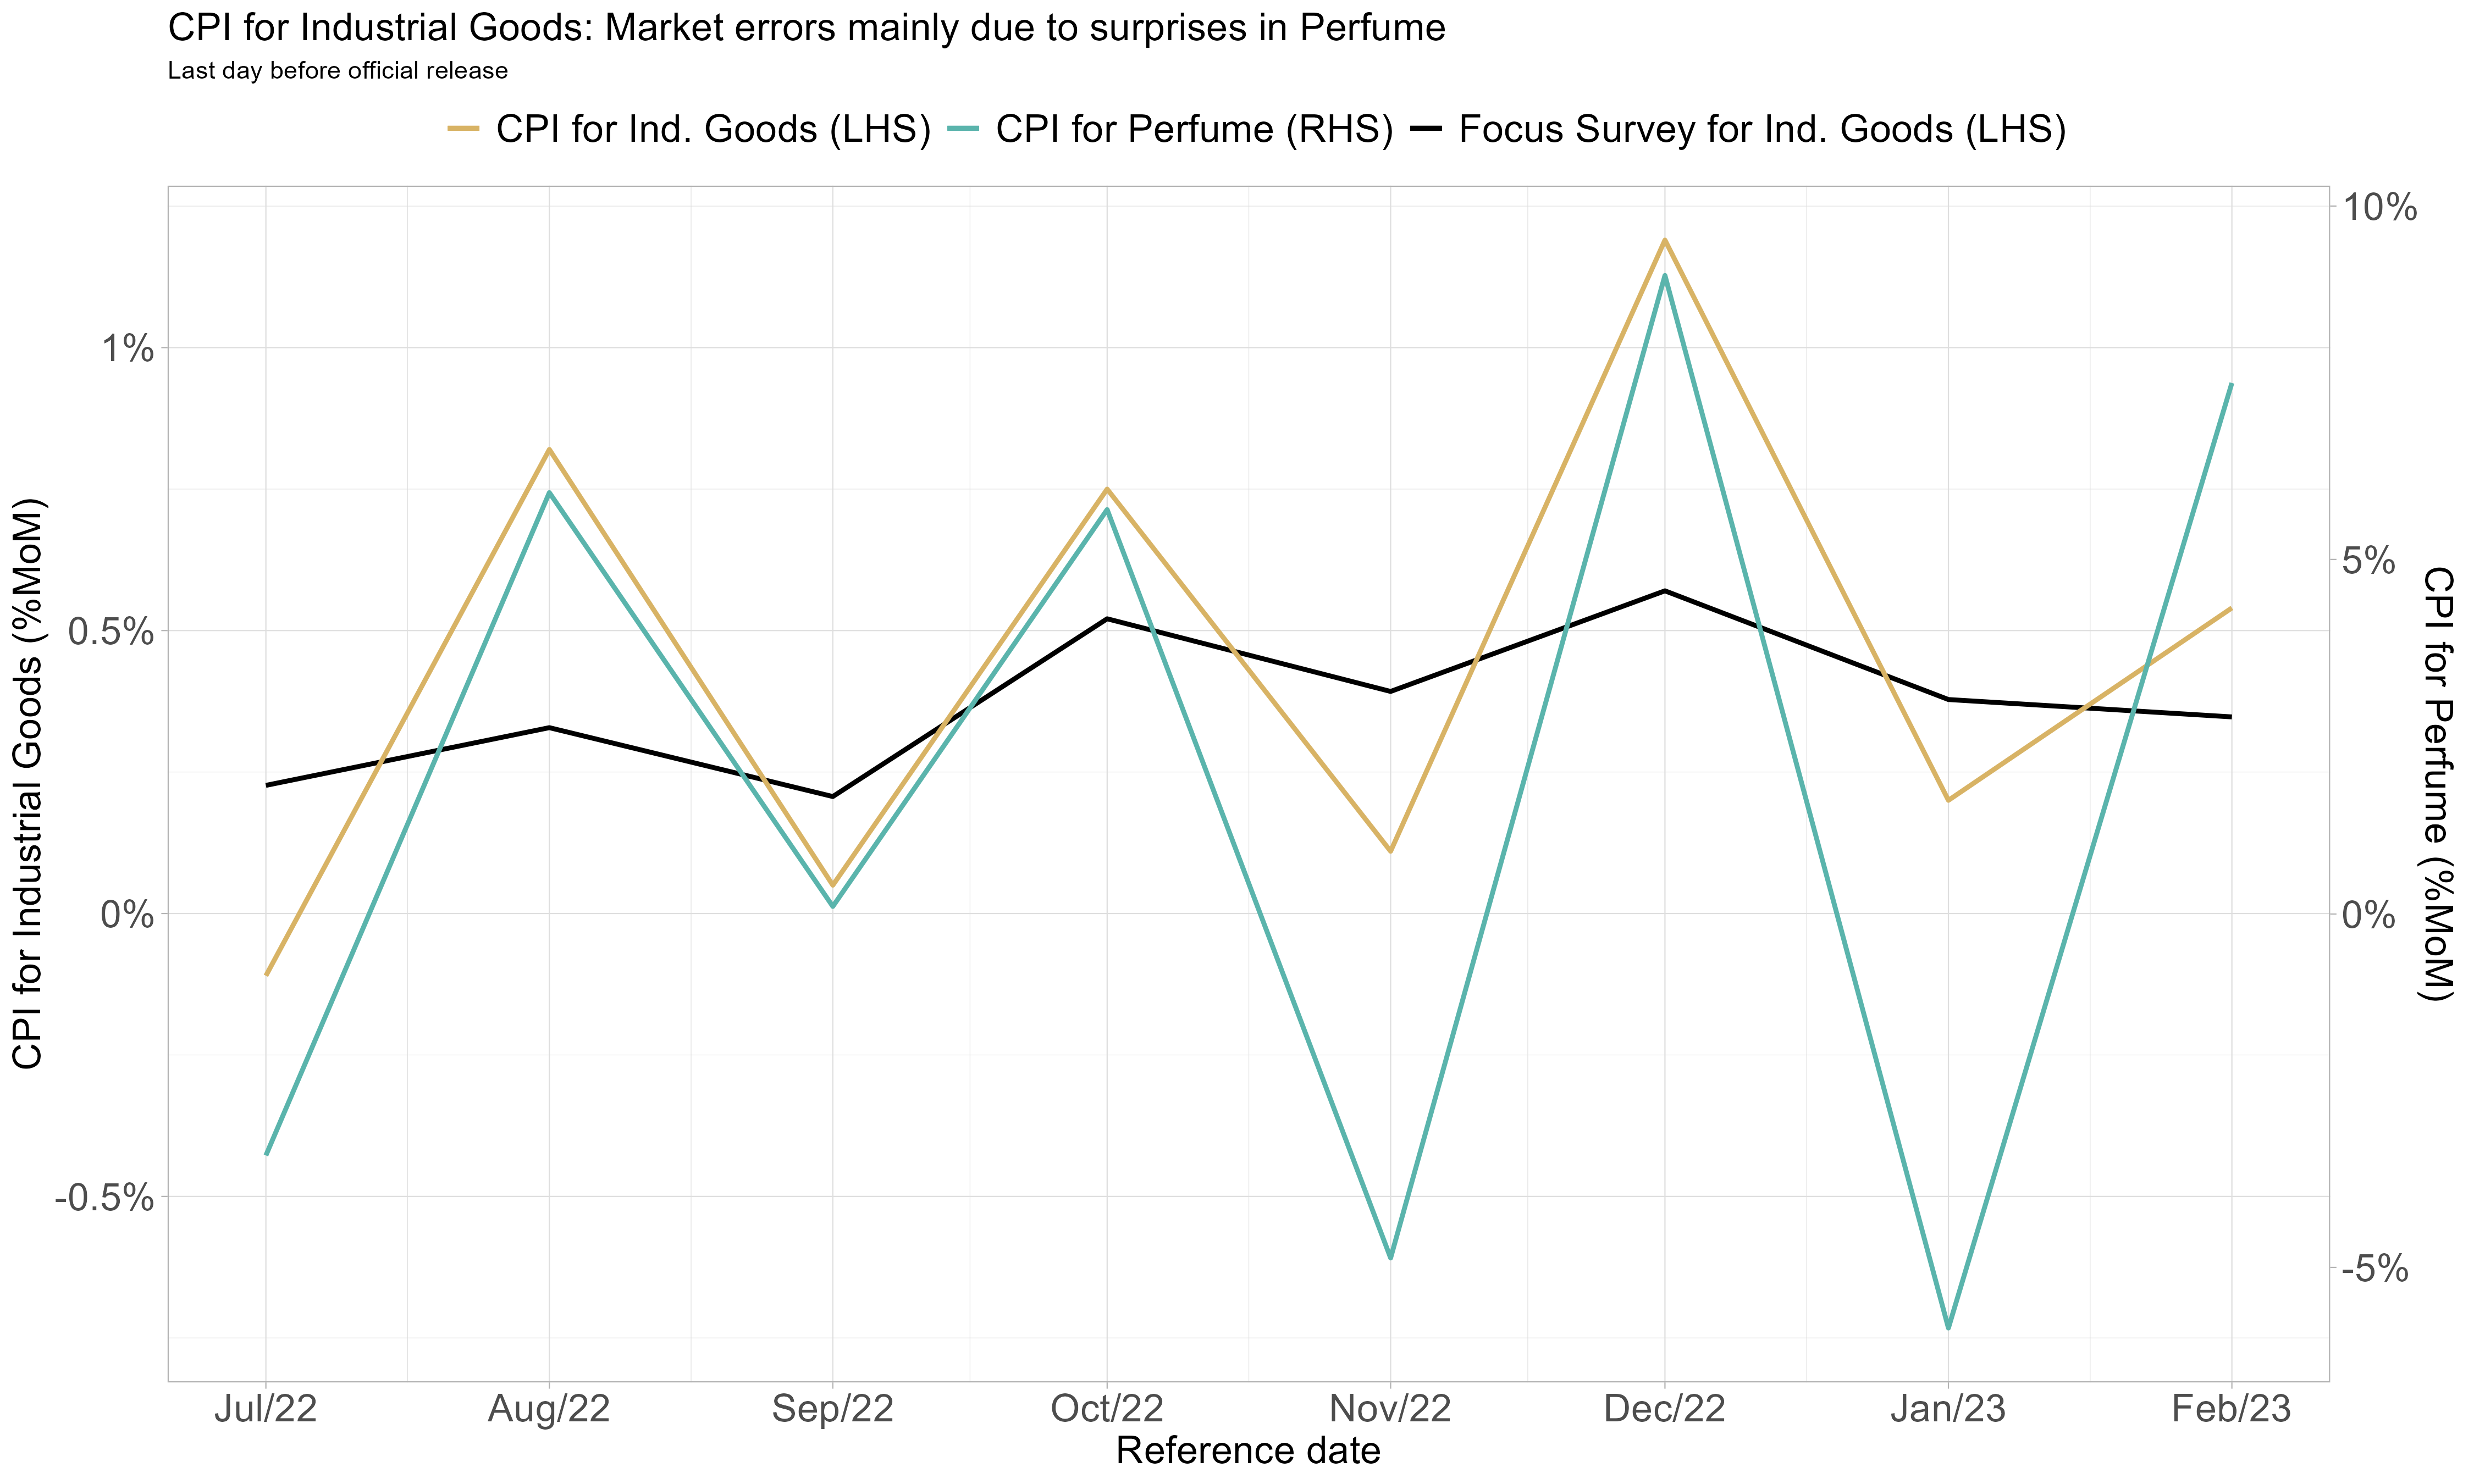 CPI for Industrial Goods: Market errors mainly due to surprises in Perfume
Last day before official release
CPI for Ind. Goods (LHS) CPI for Perfume (RHS) Focus Survey for Ind. Goods (LHS)
CPI for Industrial Goods (%MoM)
1%
0.5%
0%
-0.5%
10%
5%
0%
-5%
CPI for Perfume (%MoM)
Jul/22 Aug/22 Sep/22 Oct/22 Nov/22 Dec/22 Jan/23 Feb/23
Reference date